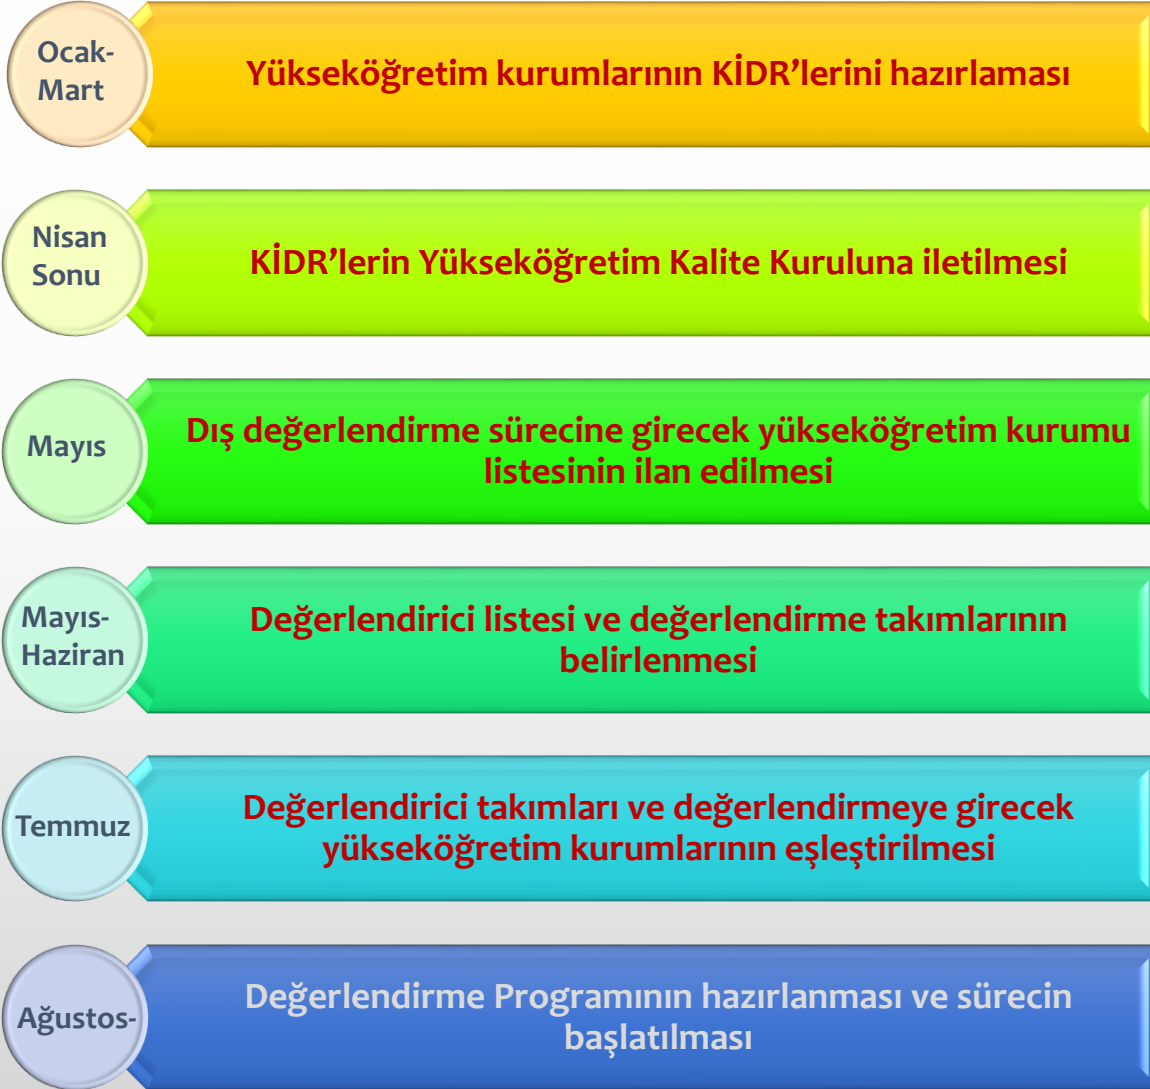 Ocak-
Mart
Yükseköğretim kurumlarının KİDR’lerini hazırlaması
Nisan
Sonu
KİDR’lerin Yükseköğretim Kalite Kuruluna iletilmesi
Mayıs
Dış değerlendirme sürecine girecek yükseköğretim kurumu
listesinin ilan edilmesi
Mayıs-
Haziran
Değerlendirici listesi ve değerlendirme takımlarının
belirlenmesi
Temmuz
Değerlendirici takımları ve değerlendirmeye girecek
yükseköğretim kurumlarının eşleştirilmesi
Ağustos-
Değerlendirme Programının hazırlanması ve sürecin
başlatılması